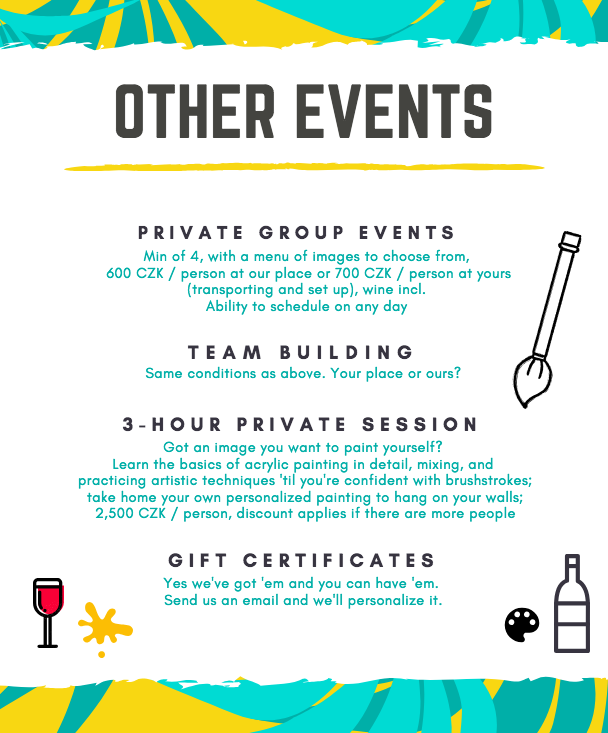 OTHER EVENTS
PRIVATE GROUP EVENTS
Min of 4, with a menu of images to choose from,
600 CZK / person at our place or 700 CZK / person at yours
(transporting and set up), wine incl.
Ability to schedule on any day
TEAM BUILDING
Same conditions as above. Your place or ours?
3-HOUR PRIVATE SESSION
Got an image you want to paint yourself?
Learn the basics of acrylic painting in detail, mixing, and
practicing artistic techniques 'til you're confident with brushstrokes;
take home your own personalized painting to hang on your walls;
2,500 CZK / person, discount applies if there are more people
GIFT CERTIFICATES
Yes we've got 'em and you can have 'em.
Send us an email and we'll personalize it.